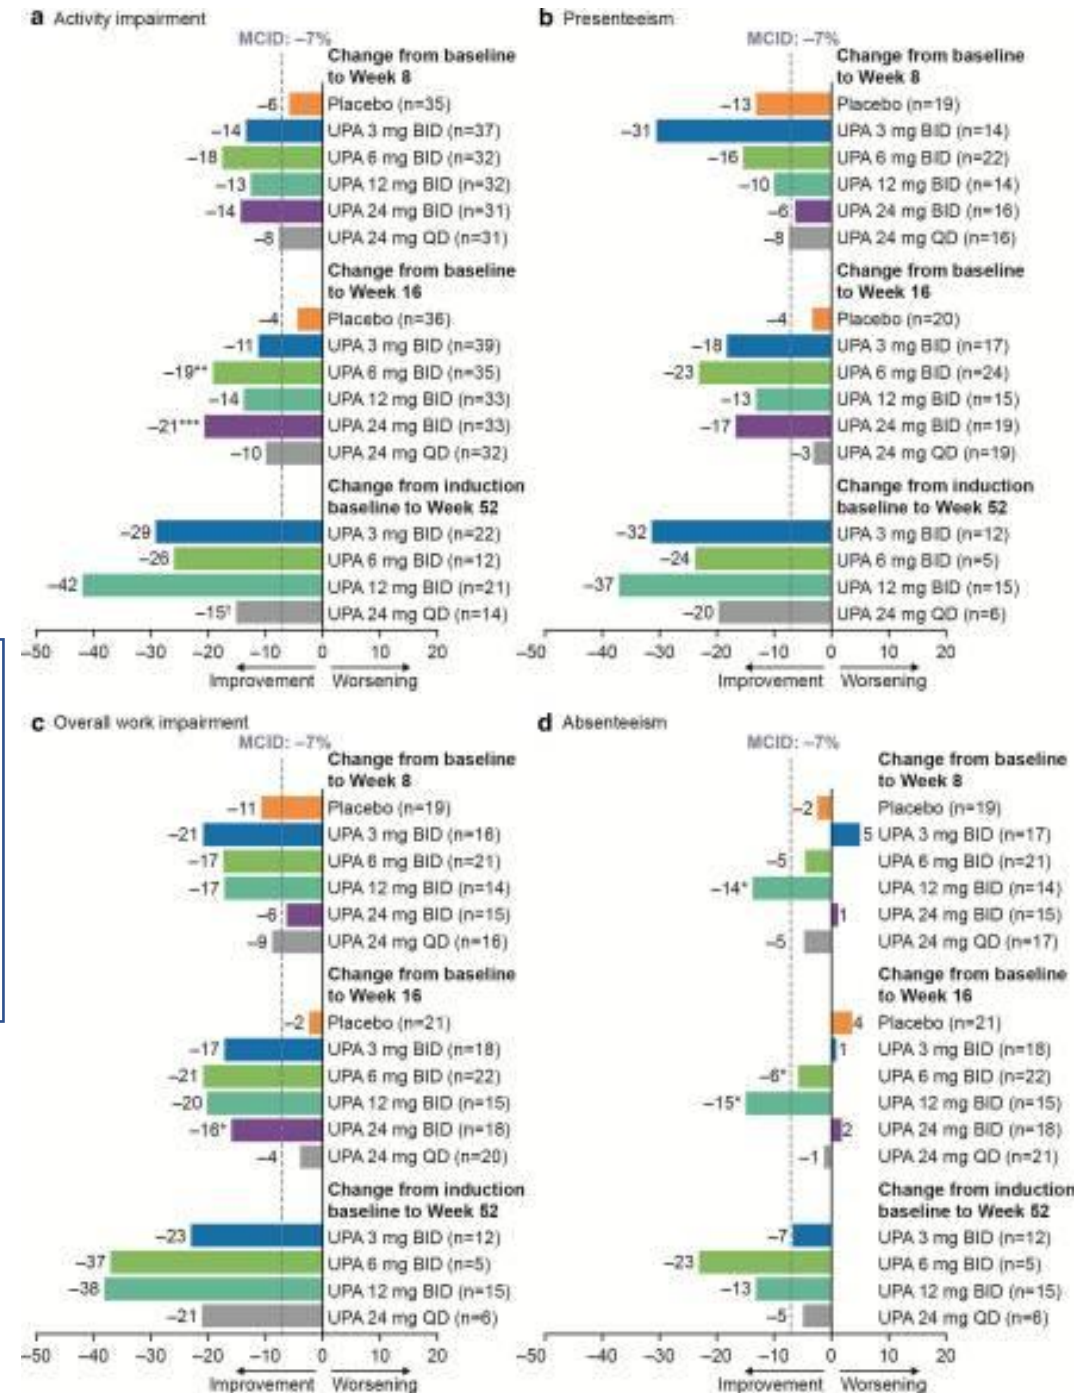 a Activity impairment
MCID: –7%
Change from baseline
to Week 8
–6 Placebo (n=35)
–14 UPA 3 mg BID (n=37)
–18 UPA 6 mg BID (n=32)
–13 UPA 12 mg BID (n=32)
–14 UPA 24 mg BID (n=31)
–8 UPA 24 mg QD (n=31)
Change from baseline
to Week 16
–4 Placebo (n=36)
–11 UPA 3 mg BID (n=39)
–19** UPA 6 mg BID (n=35)
–14 UPA 12 mg BID (n=33)
–21*** UPA 24 mg BID (n=33)
–10 UPA 24 mg QD (n=32)
Change from induction
baseline to Week 52
–29 UPA 3 mg BID (n=22)
–26 UPA 6 mg BID (n=12)
–42 UPA 12 mg BID (n=21)
–15† UPA 24 mg QD (n=14)
–50 –40 –30 –20 –10 0 10 20
Improvement Worsening
b Presenteeism
MCID: –7%
Change from baseline
to Week 8
–13 Placebo (n=19)
–31 UPA 3 mg BID (n=14)
–16 UPA 6 mg BID (n=22)
–10 UPA 12 mg BID (n=14)
–6 UPA 24 mg BID (n=16)
–8 UPA 24 mg QD (n=16)
Change from baseline
to Week 16
–4 Placebo (n=20)
–18 UPA 3 mg BID (n=17)
–23 UPA 6 mg BID (n=24)
–13 UPA 12 mg BID (n=15)
–17 UPA 24 mg BID (n=19)
–3 UPA 24 mg QD (n=19)
Change from induction
baseline to Week 52
–32 UPA 3 mg BID (n=12)
–24 UPA 6 mg BID (n=5)
–37 UPA 12 mg BID (n=15)
–20 UPA 24 mg QD (n=6)
–50 –40 –30 –20 –10 0 10 20
Improvement Worsening
c Overall work impairment
MCID: –7%
Change from baseline
to Week 8
–11 Placebo (n=19)
–21 UPA 3 mg BID (n=16)
–17 UPA 6 mg BID (n=21)
–17 UPA 12 mg BID (n=14)
–6 UPA 24 mg BID (n=15)
–9 UPA 24 mg QD (n=16)
Change from baseline
to Week 16
–2 Placebo (n=21)
–17 UPA 3 mg BID (n=18)
–21 UPA 6 mg BID (n=22)
–20 UPA 12 mg BID (n=15)
–16* UPA 24 mg BID (n=18)
–4 UPA 24 mg QD (n=20)
Change from induction
baseline to Week 52
–23 UPA 3 mg BID (n=12)
–37 UPA 6 mg BID (n=5)
–38 UPA 12 mg BID (n=15)
–21 UPA 24 mg QD (n=6)
–50 –40 –30 –20 –10 0 10 20
Improvement Worsening
d Absenteeism
MCID: –7%
Change from baseline
to Week 8
–2 Placebo (n=19)
5 UPA 3 mg BID (n=17)
–5 UPA 6 mg BID (n=21)
–14* UPA 12 mg BID (n=14)
1 UPA 24 mg BID (n=15)
–5 UPA 24 mg QD (n=17)
Change from baseline
to Week 16
4 Placebo (n=21)
1 UPA 3 mg BID (n=18)
–6* UPA 6 mg BID (n=22)
–15* UPA 12 mg BID (n=15)
2 UPA 24 mg BID (n=18)
–1 UPA 24 mg QD (n=21)
Change from induction
baseline to Week 52
–7 UPA 3 mg BID (n=12)
–23 UPA 6 mg BID (n=5)
–13 UPA 12 mg BID (n=15)
–5 UPA 24 mg QD (n=6)
–50 –40 –30 –20 –10 0 10 20
Improvement Worsening